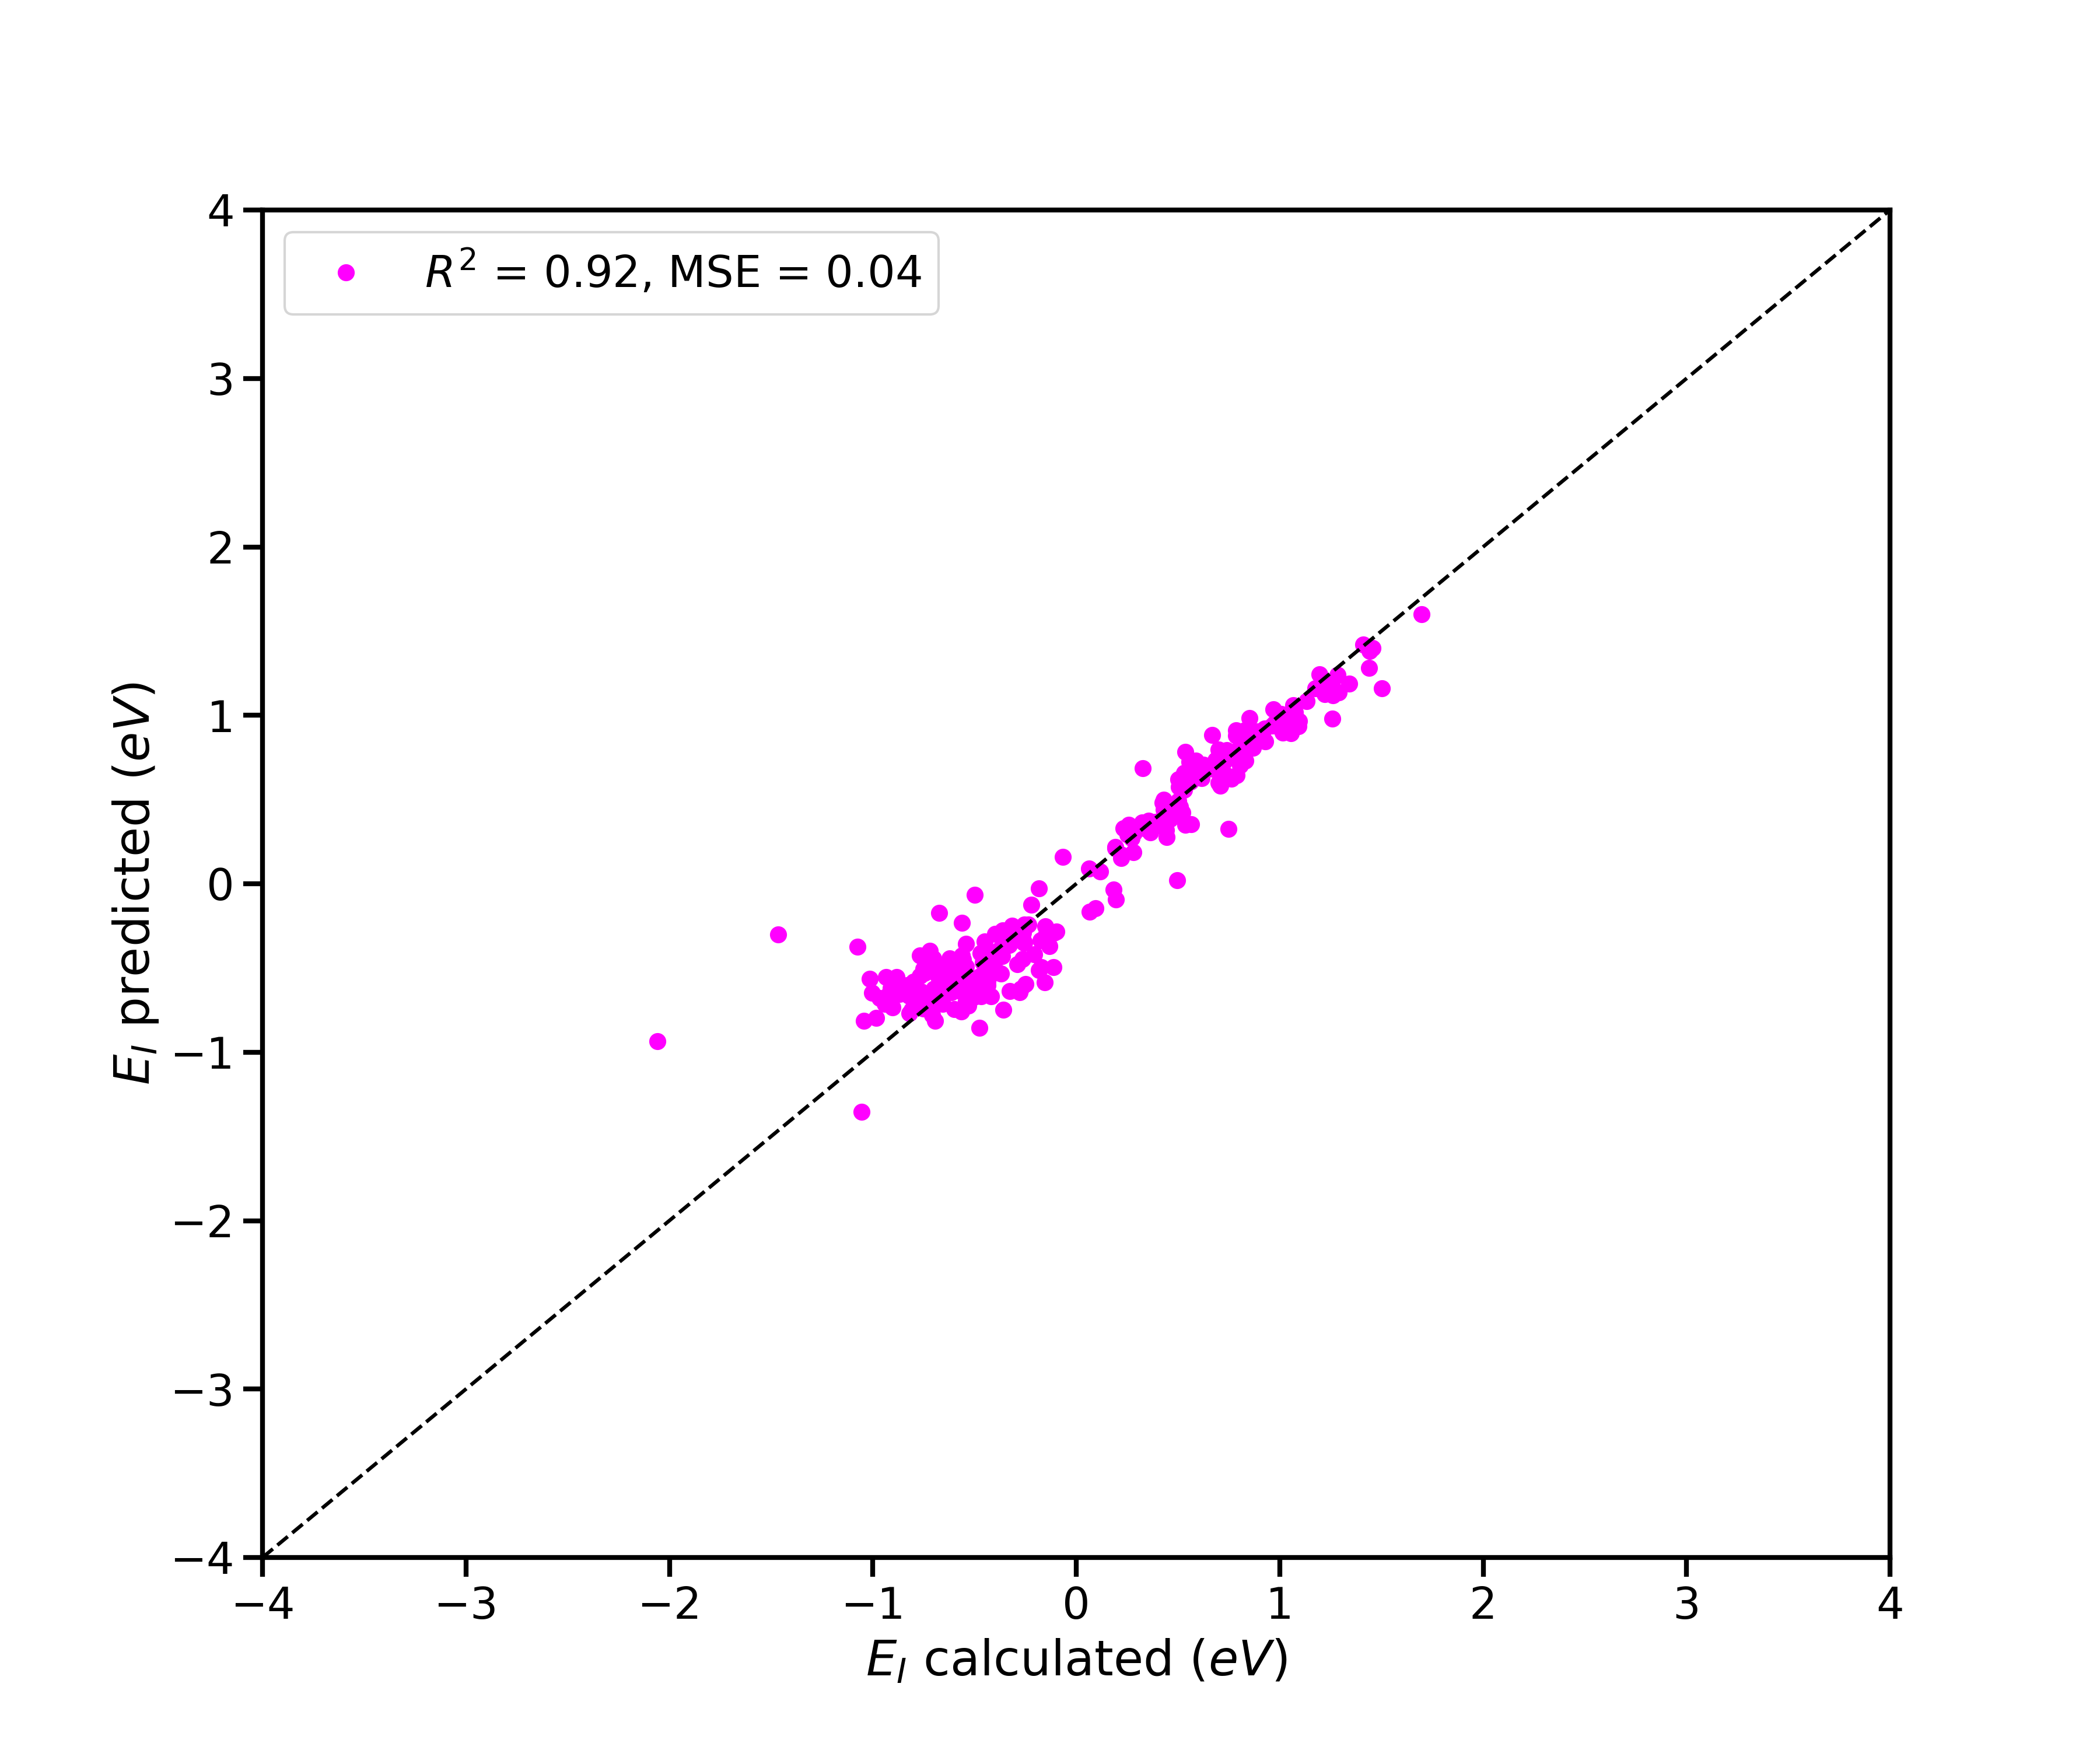 R² = 0.92, MSE = 0.04
4
3
2
1
0
−1
−2
−3
−4
E_I predicted (eV)
−4 −3 −2 −1 0 1 2 3 4
E_I calculated (eV)